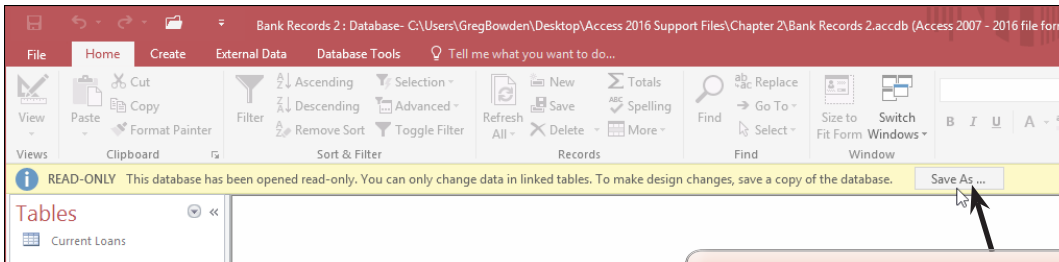 Bank Records 2 : Database- C:\Users\GregBowden\Desktop\Access 2016 Support Files\Chapter 2\Bank Records 2.accdb (Access 2007 - 2016 file for
File Home Create External Data Database Tools Tell me what you want to do...
View
Paste
Cut
Copy
Format Painter
Filter
Ascending
Descending
Remove Sort
Selection
Advanced
Toggle Filter
Refresh
All
New
Save
Delete
Totals
Spelling
More
Find
Replace
Go To
Select
Size to
Fit Form
Switch
Windows
B I U A
Views Clipboard Sort & Filter Records Find Window
READ-ONLY This database has been opened read-only. You can only change data in linked tables. To make design changes, save a copy of the database. Save As ...
Tables
Current Loans